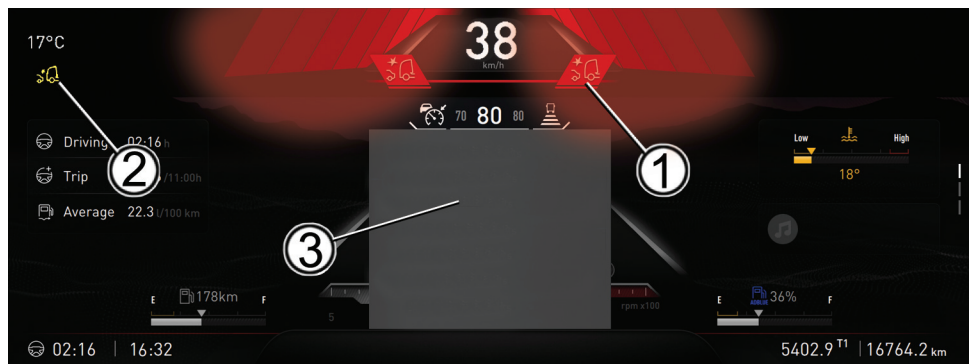 38
km/h
17°C
70 80 80
Driving 02:16 h
Trip /11:00h
Average 22.3 l/100 km
Low High
18°
1
2
3
E 178km F
5
rpm x100
E ADBLUE 36% F
02:16 | 16:32
5402.9 T1 | 16764.2 km